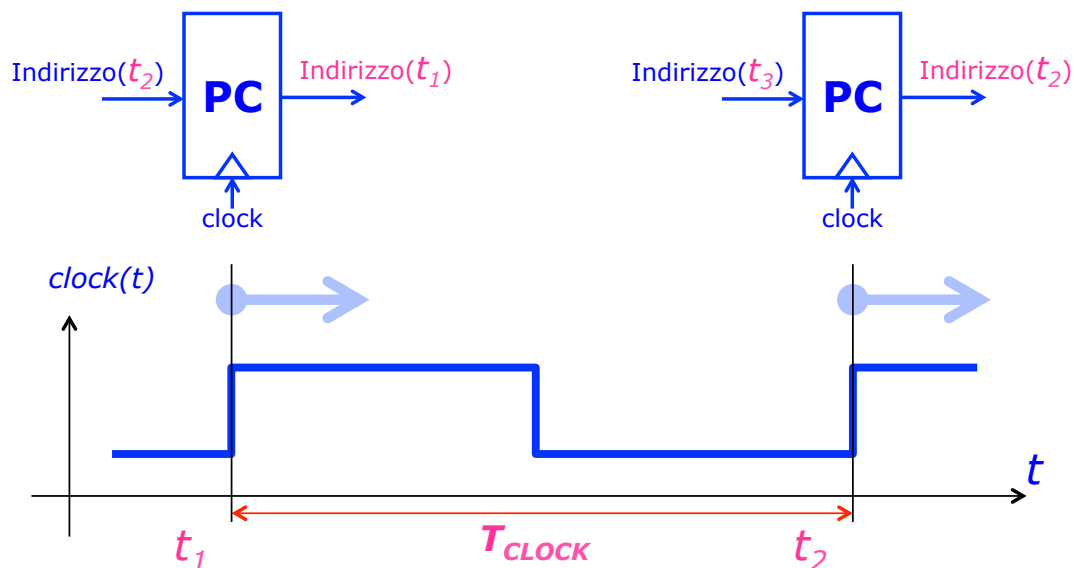 Indirizzo(t2) PC Indirizzo(t1)
clock
Indirizzo(t3) PC Indirizzo(t2)
clock
clock(t)
t
t1 TCLOCK t2